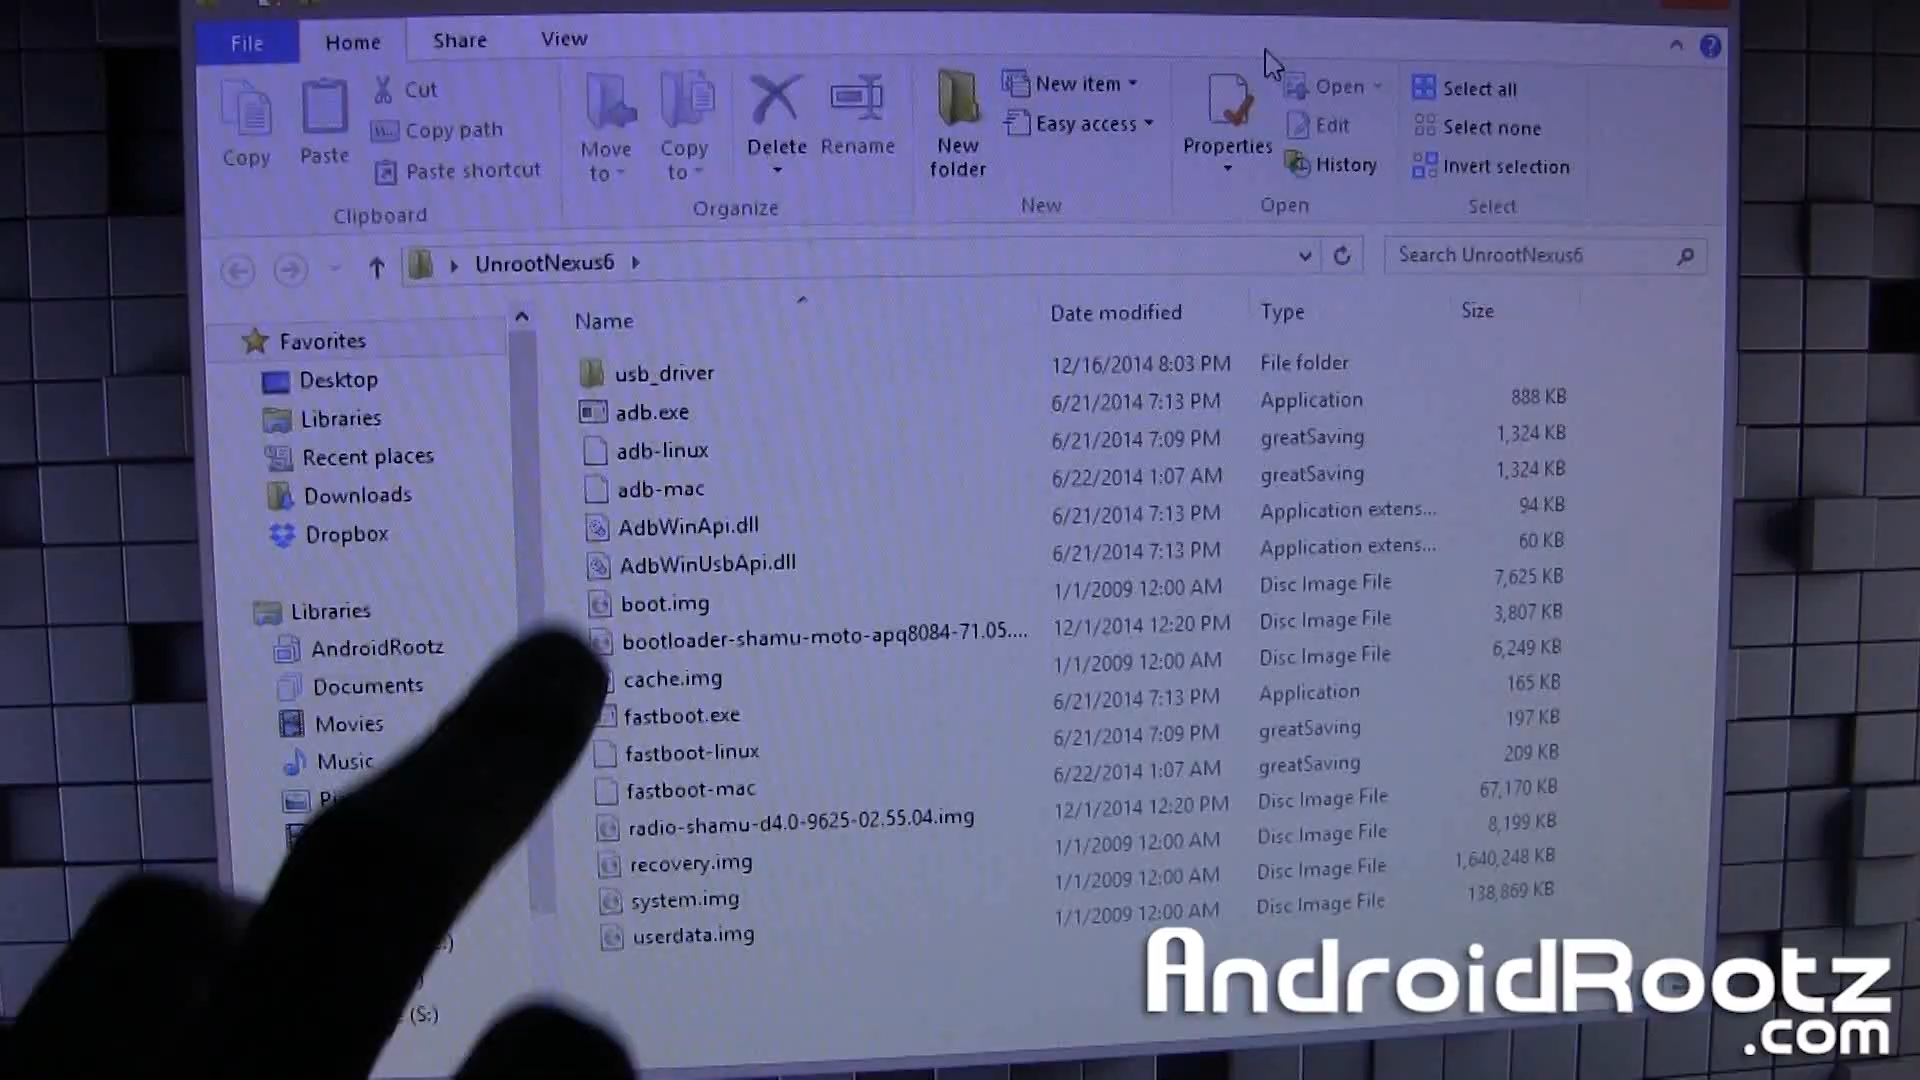 File Home Share View
Copy
Paste
Cut
Copy path
Paste shortcut
Clipboard
Move to
Copy to
Delete
Rename
Organize
New folder
New item
Easy access
New
Properties
Open
Edit
History
Open
Select all
Select none
Invert selection
Select
UnrootNexus6
Search UnrootNexus6
Favorites
Desktop
Libraries
Recent places
Downloads
Dropbox
Libraries
AndroidRootz
Documents
Movies
Music
(S:)
Name Date modified Type Size
usb_driver 12/16/2014 8:03 PM File folder
adb.exe 6/21/2014 7:13 PM Application 888 KB
adb-linux 6/21/2014 7:09 PM greatSaving 1,324 KB
adb-mac 6/22/2014 1:07 AM greatSaving 1,324 KB
AdbWinApi.dll 6/21/2014 7:13 PM Application extens... 94 KB
AdbWinUsbApi.dll 6/21/2014 7:13 PM Application extens... 60 KB
boot.img 1/1/2009 12:00 AM Disc Image File 7,625 KB
bootloader-shamu-moto-apq8084-71.05.... 12/1/2014 12:20 PM Disc Image File 3,807 KB
cache.img 1/1/2009 12:00 AM Disc Image File 6,249 KB
fastboot.exe 6/21/2014 7:13 PM Application 165 KB
fastboot-linux 6/21/2014 7:09 PM greatSaving 197 KB
fastboot-mac 6/22/2014 1:07 AM greatSaving 209 KB
radio-shamu-d4.0-9625-02.55.04.img 12/1/2014 12:20 PM Disc Image File 67,170 KB
recovery.img 1/1/2009 12:00 AM Disc Image File 8,199 KB
system.img 1/1/2009 12:00 AM Disc Image File 1,640,248 KB
userdata.img 1/1/2009 12:00 AM Disc Image File 138,869 KB
AndroidRootz
.com